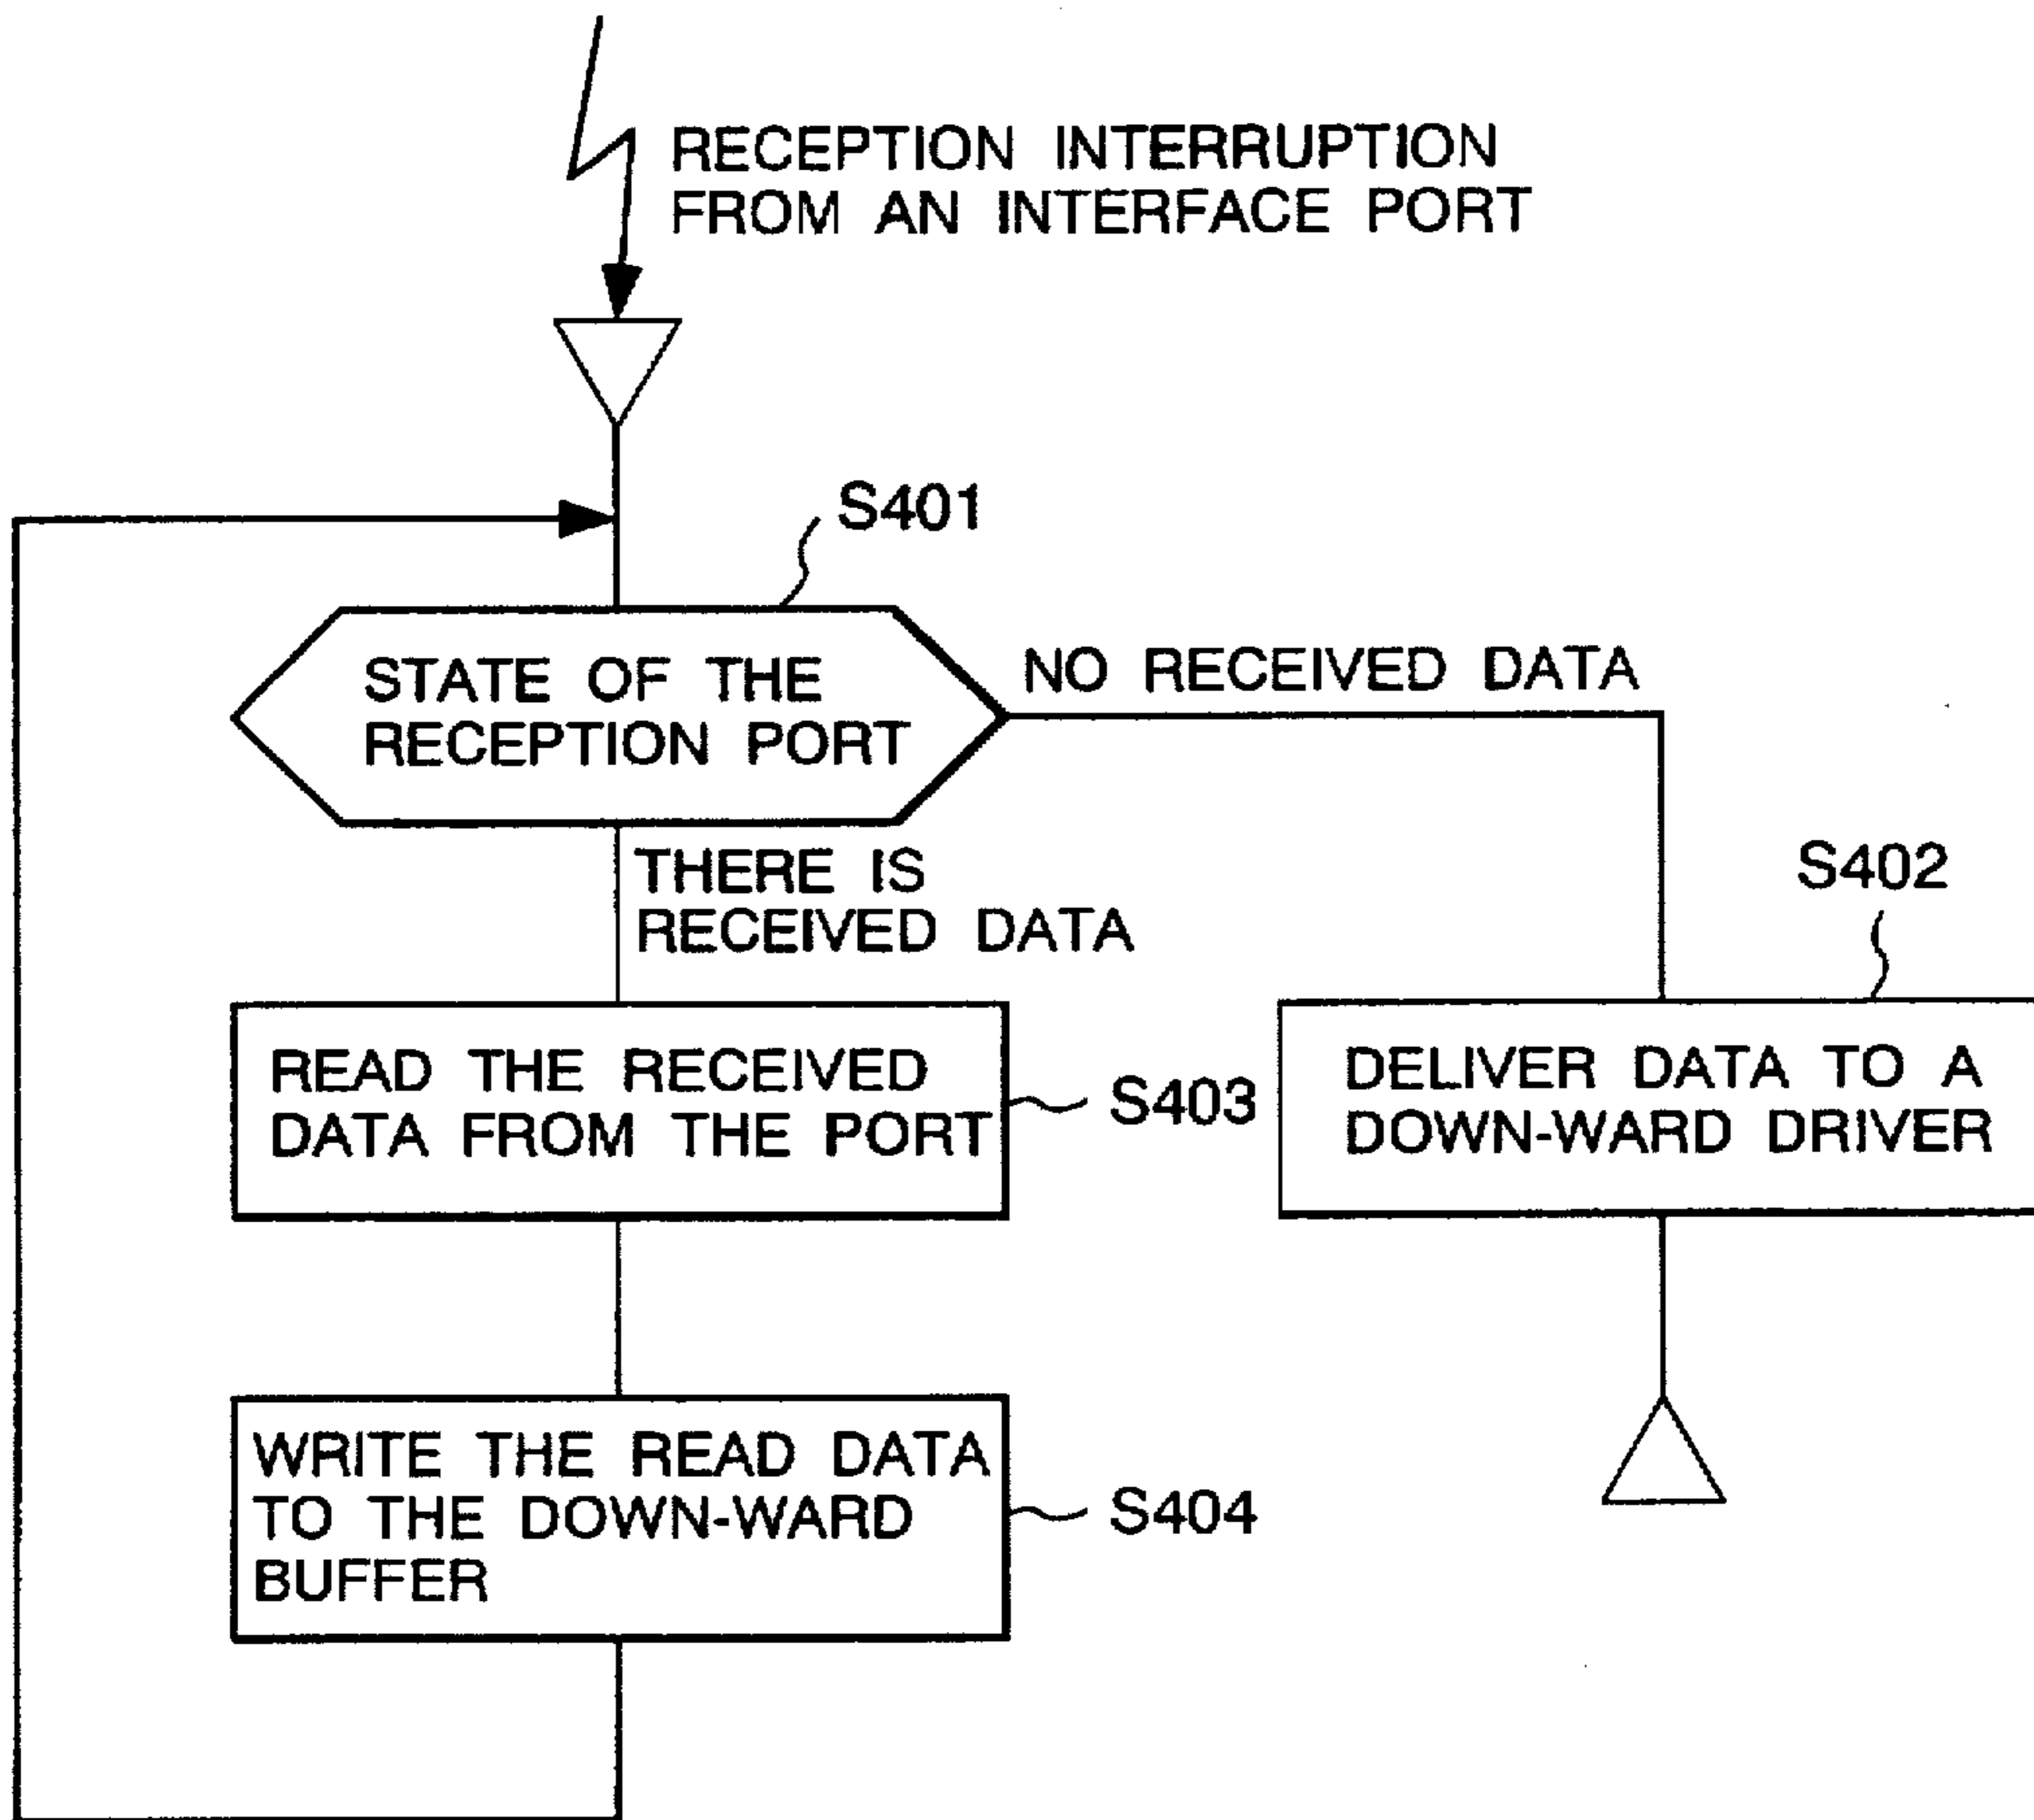 RECEPTION INTERRUPTION
FROM AN INTERFACE PORT
S401
STATE OF THE
RECEPTION PORT
NO RECEIVED DATA
THERE IS
RECEIVED DATA
S402
READ THE RECEIVED
DATA FROM THE PORT
S403
DELIVER DATA TO A
DOWN-WARD DRIVER
WRITE THE READ DATA
TO THE DOWN-WARD
BUFFER
S404